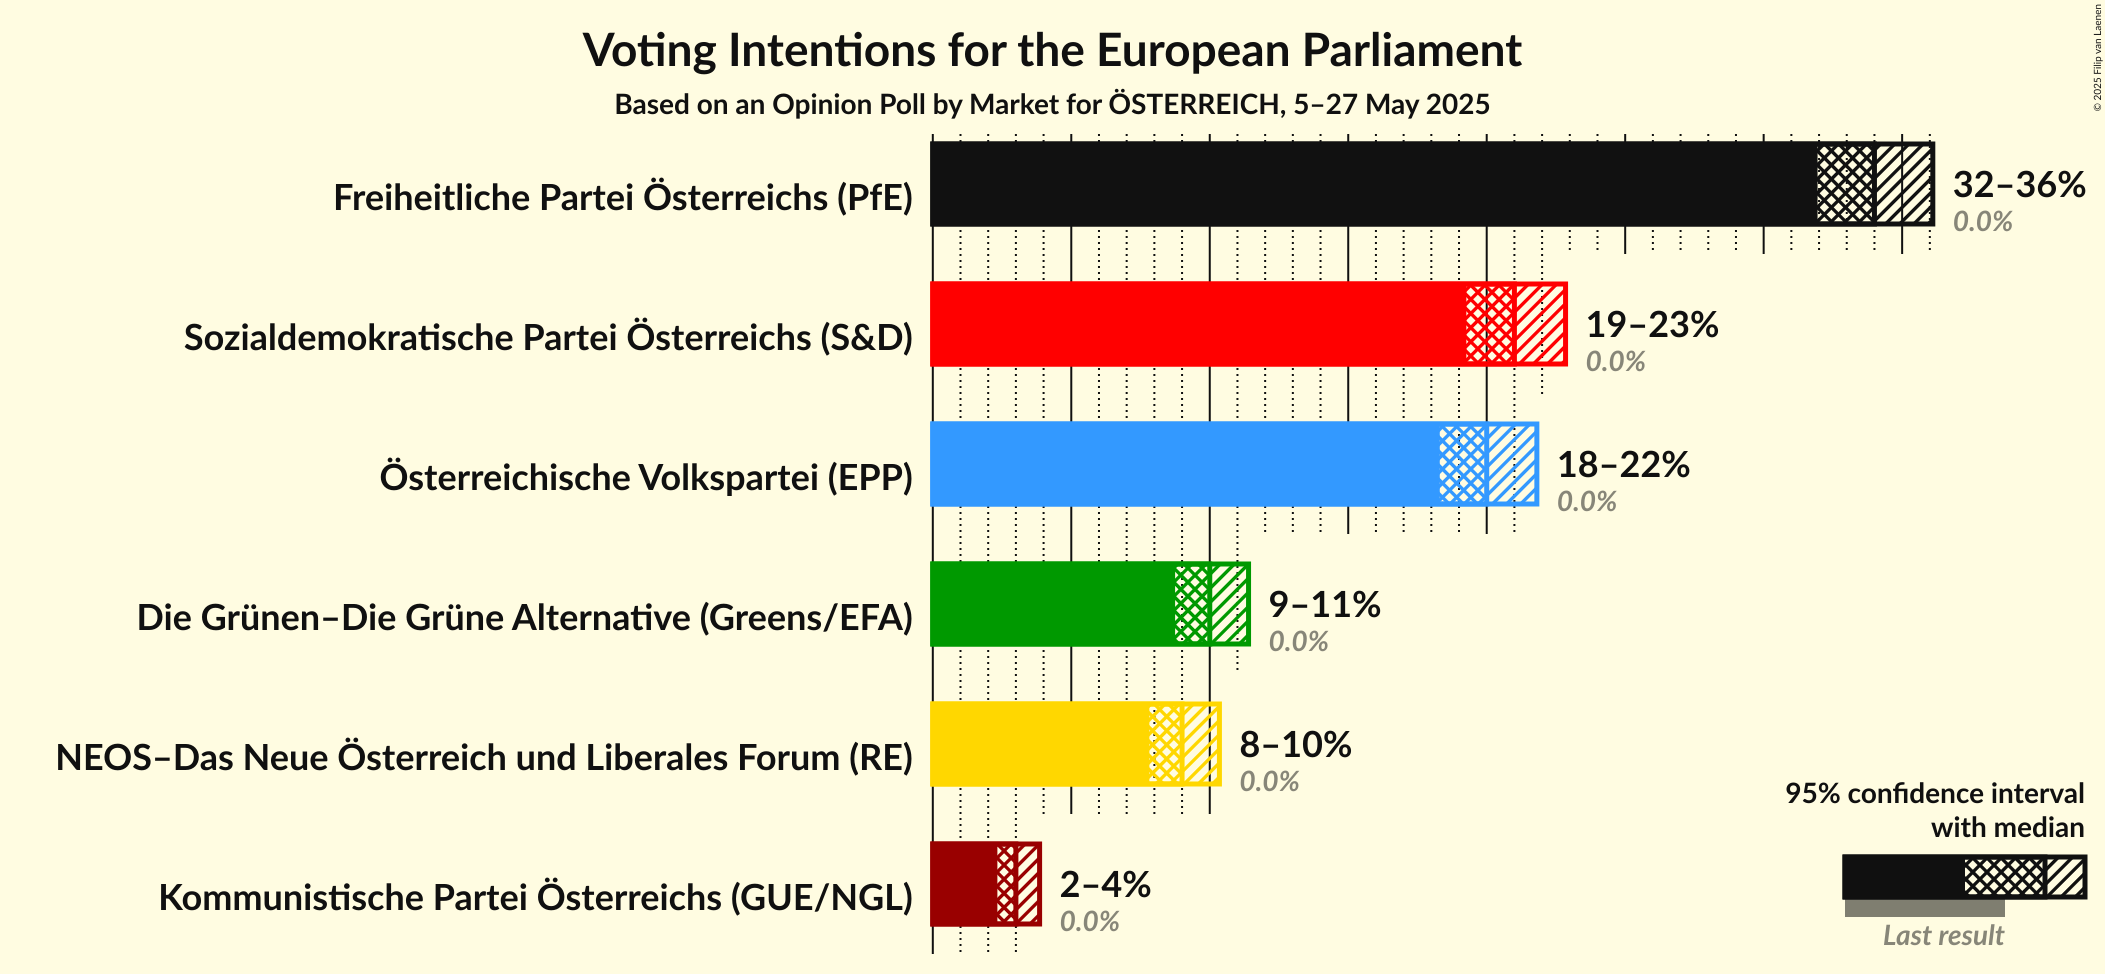 Voting Intentions for the European Parliament
Based on an Opinion Poll by Market for ÖSTERREICH, 5–27 May 2025
© 2025 Filip van Laenen
Freiheitliche Partei Österreichs (PfE)
32–36%
0.0%
Sozialdemokratische Partei Österreichs (S&D)
19–23%
0.0%
Österreichische Volkspartei (EPP)
18–22%
0.0%
Die Grünen–Die Grüne Alternative (Greens/EFA)
9–11%
0.0%
NEOS–Das Neue Österreich und Liberales Forum (RE)
8–10%
0.0%
Kommunistische Partei Österreichs (GUE/NGL)
2–4%
0.0%
95% confidence interval
with median
Last result